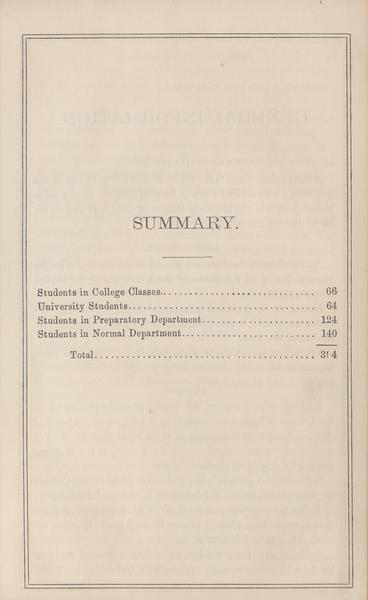 SUMMARY.
Students in College Classes.......................... 66
University Students.......................... 64
Students in Preparatory Department.......................... 124
Students in Normal Department.......................... 140
Total.......................... 394